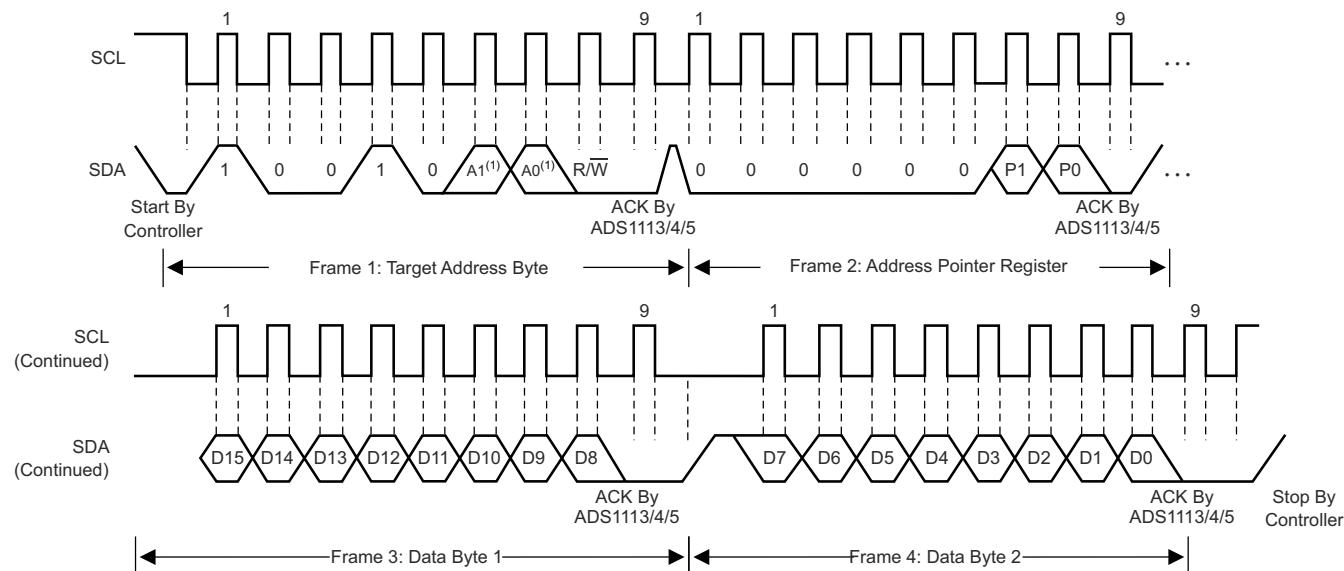 1 9 1 9
SCL ...
SDA 1 0 0 1 0 A1(1) A0(1) R/W̅ 0 0 0 0 0 0 P1 P0 ...
Start By
Controller
ACK By
ADS1113/4/5
ACK By
ADS1113/4/5
Frame 1: Target Address Byte
Frame 2: Address Pointer Register
1 9 1 9
SCL
(Continued)
SDA
(Continued)
D15 D14 D13 D12 D11 D10 D9 D8 D7 D6 D5 D4 D3 D2 D1 D0
ACK By
ADS1113/4/5
ACK By
ADS1113/4/5
Stop By
Controller
Frame 3: Data Byte 1
Frame 4: Data Byte 2